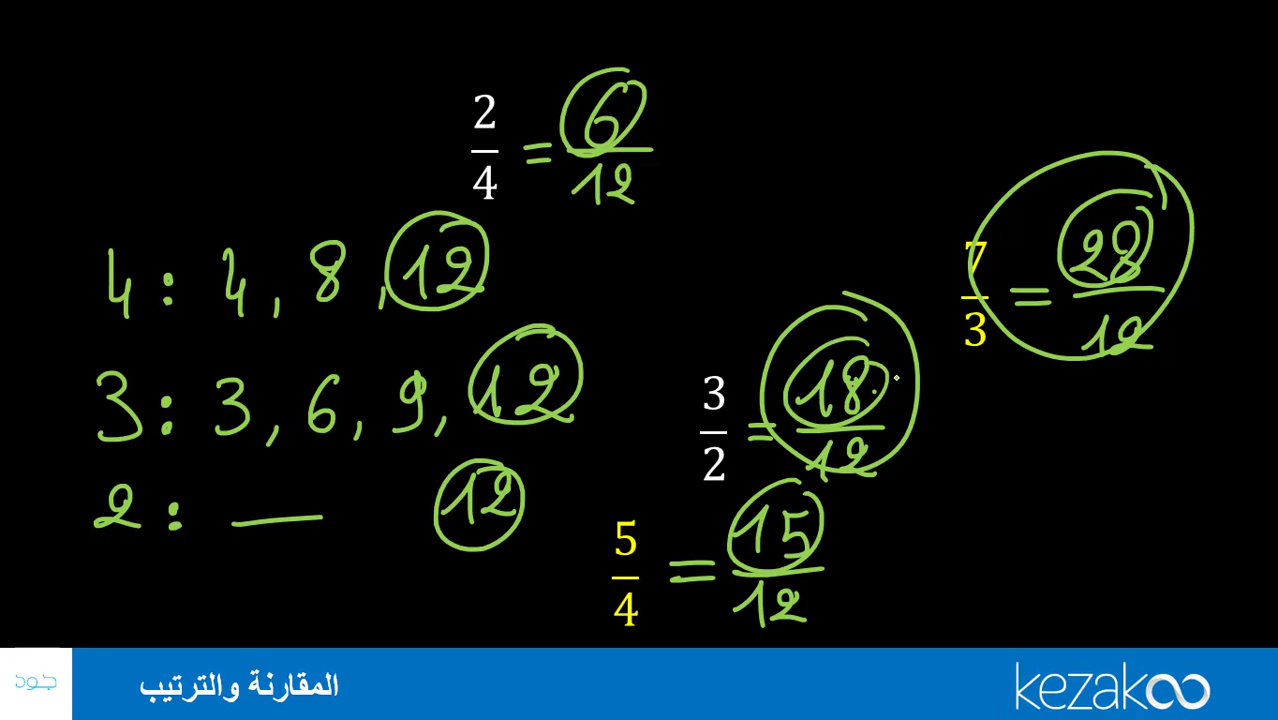 2/4 = 6/12
4 : 4 , 8 , 12
7/3 = 28/12
3 : 3 , 6 , 9 , 12
3/2 = 18/12
2 : — 12
5/4 = 15/12
جود
المقارنة والترتيب
kezakoo